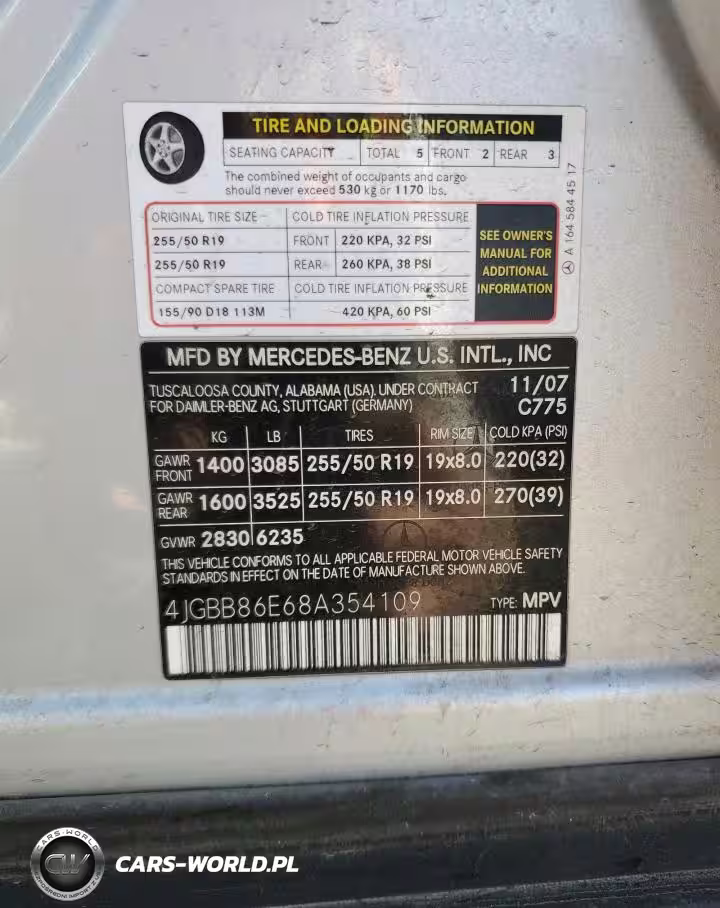 TIRE AND LOADING INFORMATION
SEATING CAPACITY TOTAL 5 FRONT 2 REAR 3
The combined weight of occupants and cargo
should never exceed 530 kg or 1170 lbs.
ORIGINAL TIRE SIZE COLD TIRE INFLATION PRESSURE
255/50 R19 FRONT 220 KPA, 32 PSI
255/50 R19 REAR 260 KPA, 38 PSI
COMPACT SPARE TIRE COLD TIRE INFLATION PRESSURE
155/90 D18 113M 420 KPA, 60 PSI
SEE OWNER'S
MANUAL FOR
ADDITIONAL
INFORMATION
A 164 584 45 17
MFD BY MERCEDES-BENZ U.S. INTL., INC
TUSCALOOSA COUNTY, ALABAMA (USA). UNDER CONTRACT 11/07
FOR DAIMLER-BENZ AG, STUTTGART (GERMANY) C775
KG LB TIRES RIM SIZE COLD KPA (PSI)
GAWR FRONT 1400 3085 255/50 R19 19x8.0 220(32)
GAWR REAR 1600 3525 255/50 R19 19x8.0 270(39)
GVWR 2830 6235
THIS VEHICLE CONFORMS TO ALL APPLICABLE FEDERAL MOTOR VEHICLE SAFETY
STANDARDS IN EFFECT ON THE DATE OF MANUFACTURE SHOWN ABOVE.
4JGBB86E68A354109 TYPE: MPV
CARS-WORLD
CW
CARS-WORLD.PL